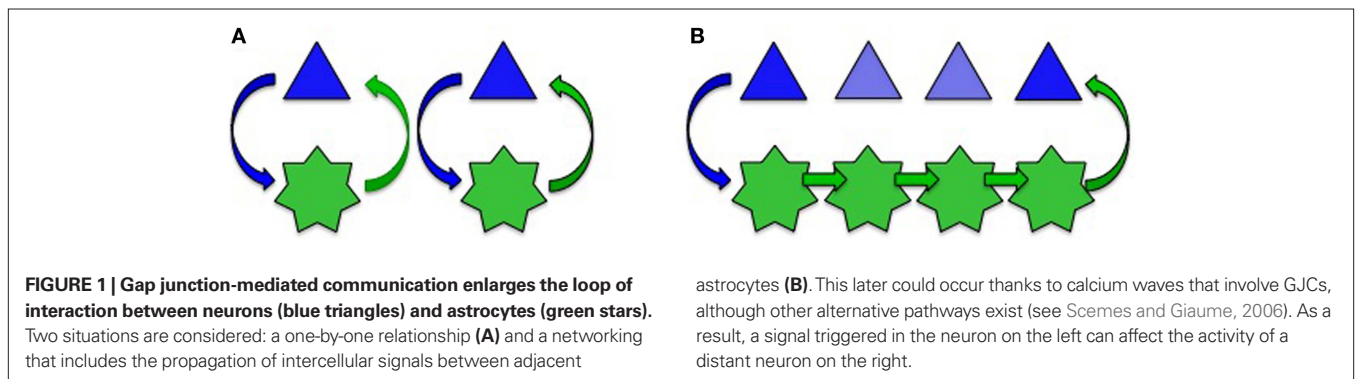 A
B
FIGURE 1 | Gap junction-mediated communication enlarges the loop of
interaction between neurons (blue triangles) and astrocytes (green stars).
Two situations are considered: a one-by-one relationship (A) and a networking
that includes the propagation of intercellular signals between adjacent
astrocytes (B). This later could occur thanks to calcium waves that involve GJCs,
although other alternative pathways exist (see Scemes and Giaume, 2006). As a
result, a signal triggered in the neuron on the left can affect the activity of a
distant neuron on the right.